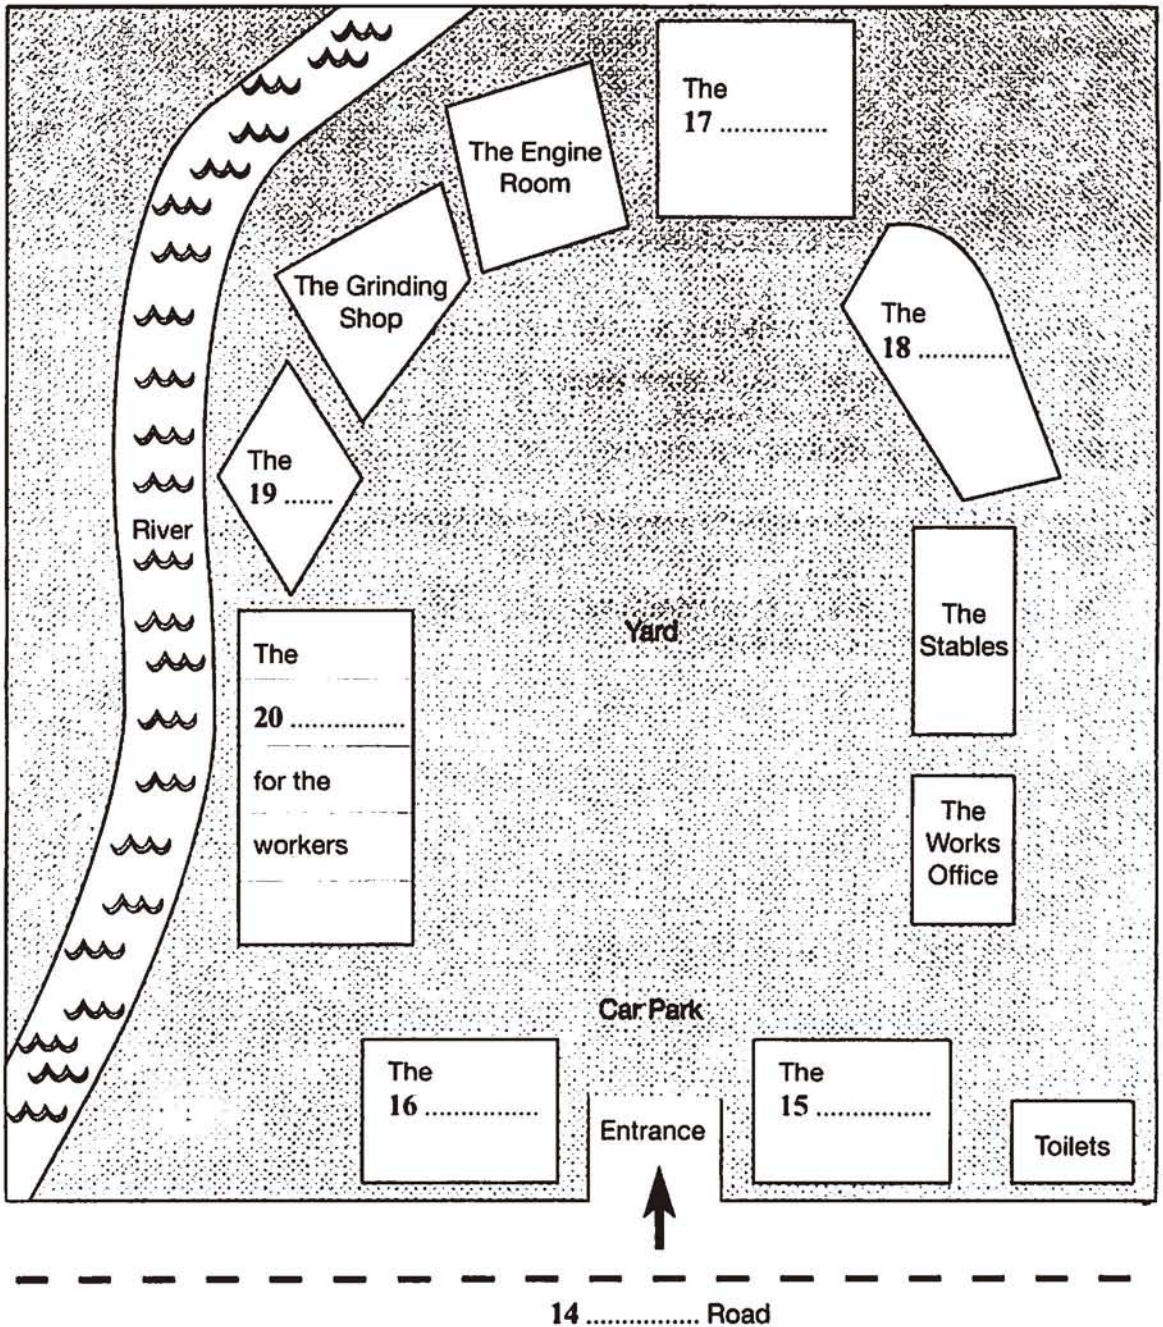 The
17 ..............
The Engine
Room
The Grinding
Shop
The
18 ............
The
19 .......
River
The
20 ...............
for the
workers
Yard
The
Stables
The
Works
Office
Car Park
The
16 ...............
Entrance
The
15 ...............
Toilets
14 ................ Road